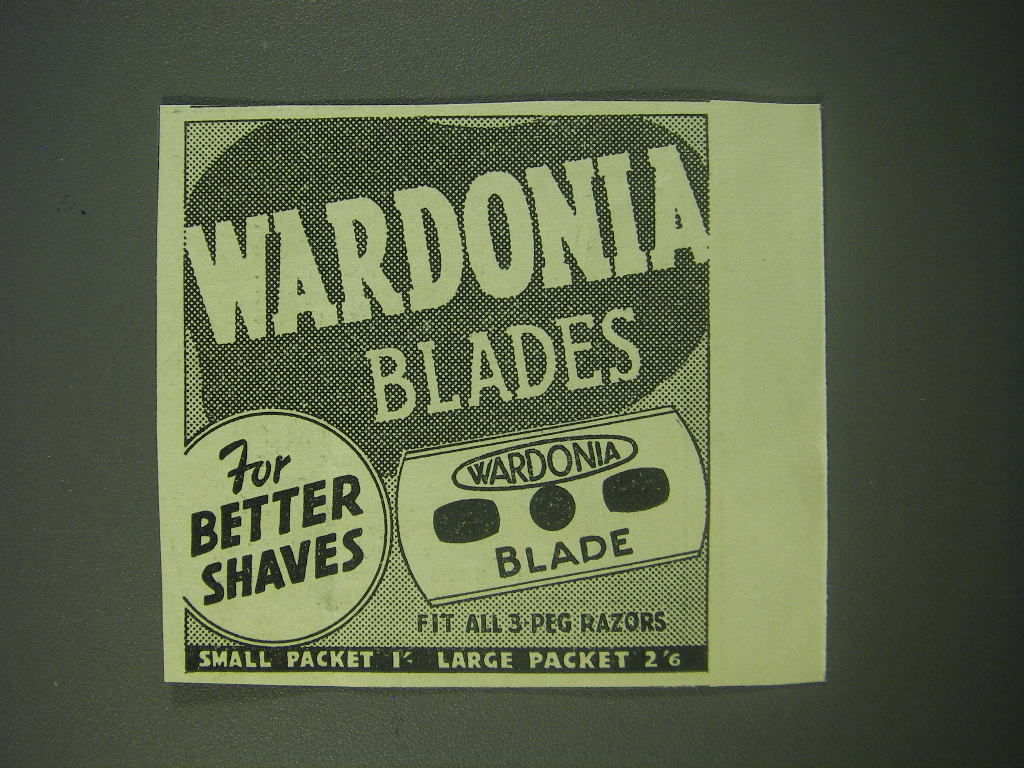 WARDONIA
BLADES
For
BETTER
SHAVES
WARDONIA
BLADE
FIT ALL 3-PEG RAZORS
SMALL PACKET 1'- LARGE PACKET 2'6